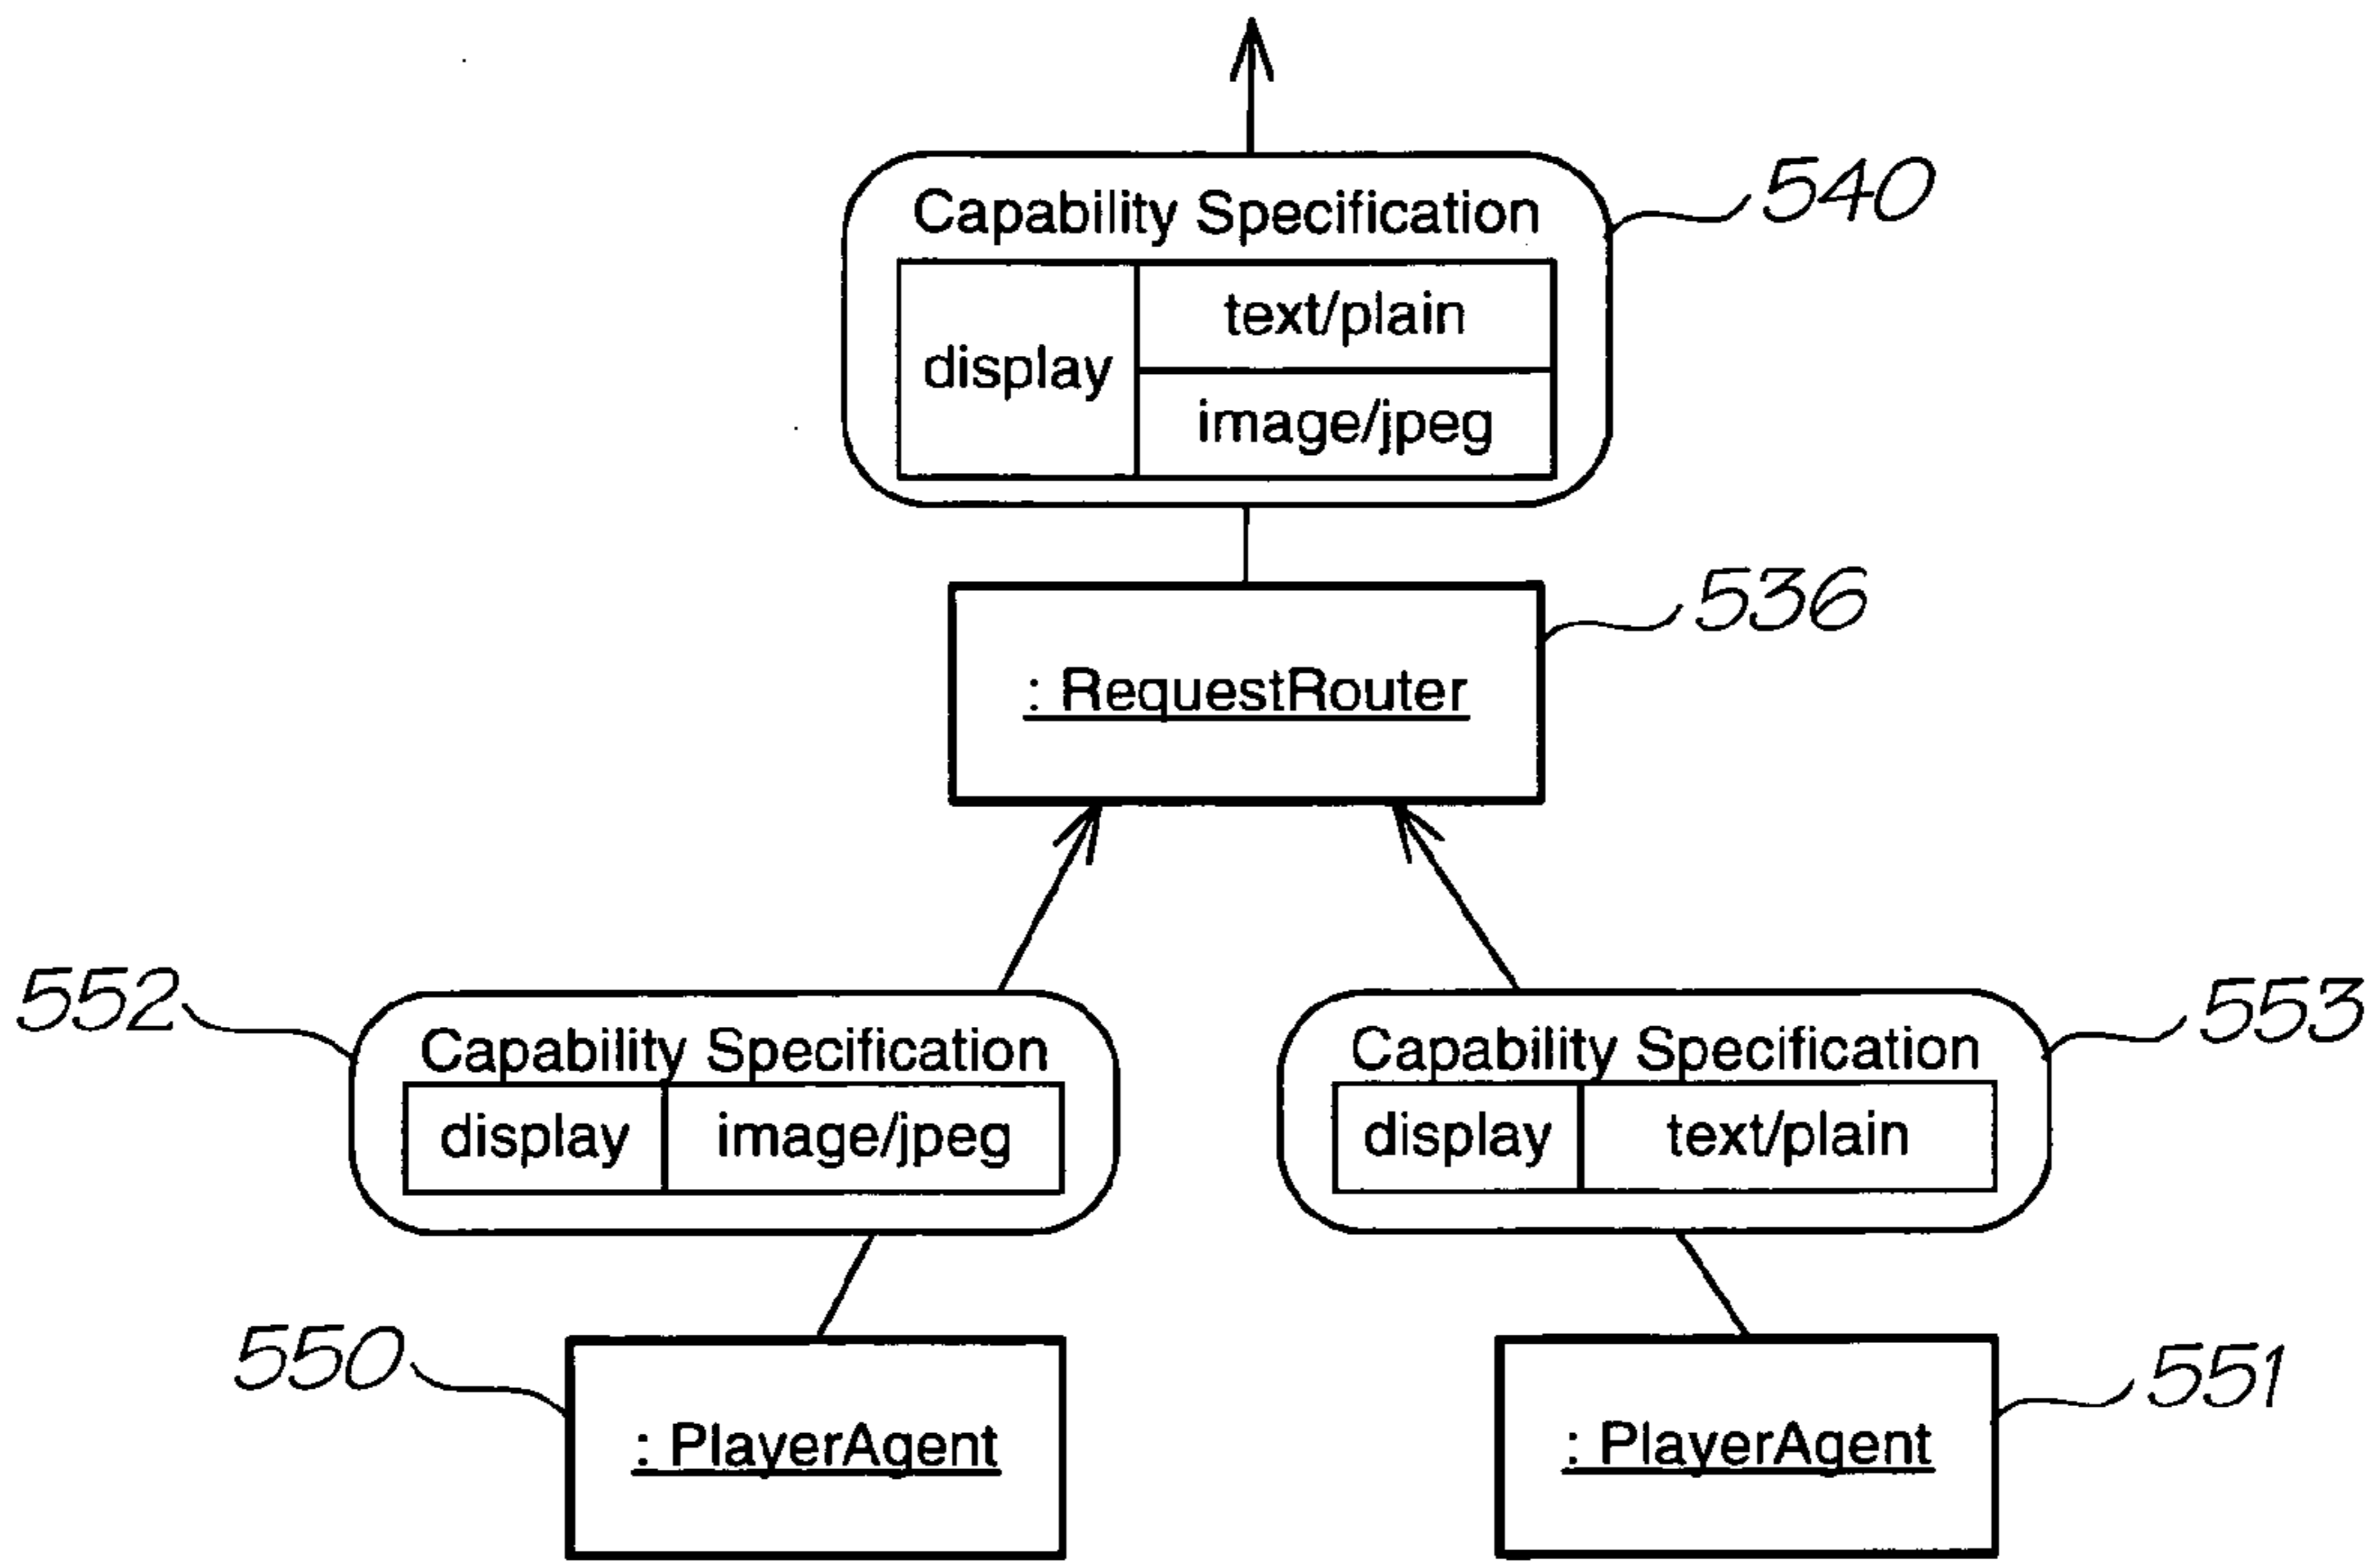 Capability Specification
540
display
text/plain
image/jpeg
536
: RequestRouter
552
Capability Specification
display
image/jpeg
553
Capability Specification
display
text/plain
550
: PlayerAgent
551
: PlayerAgent